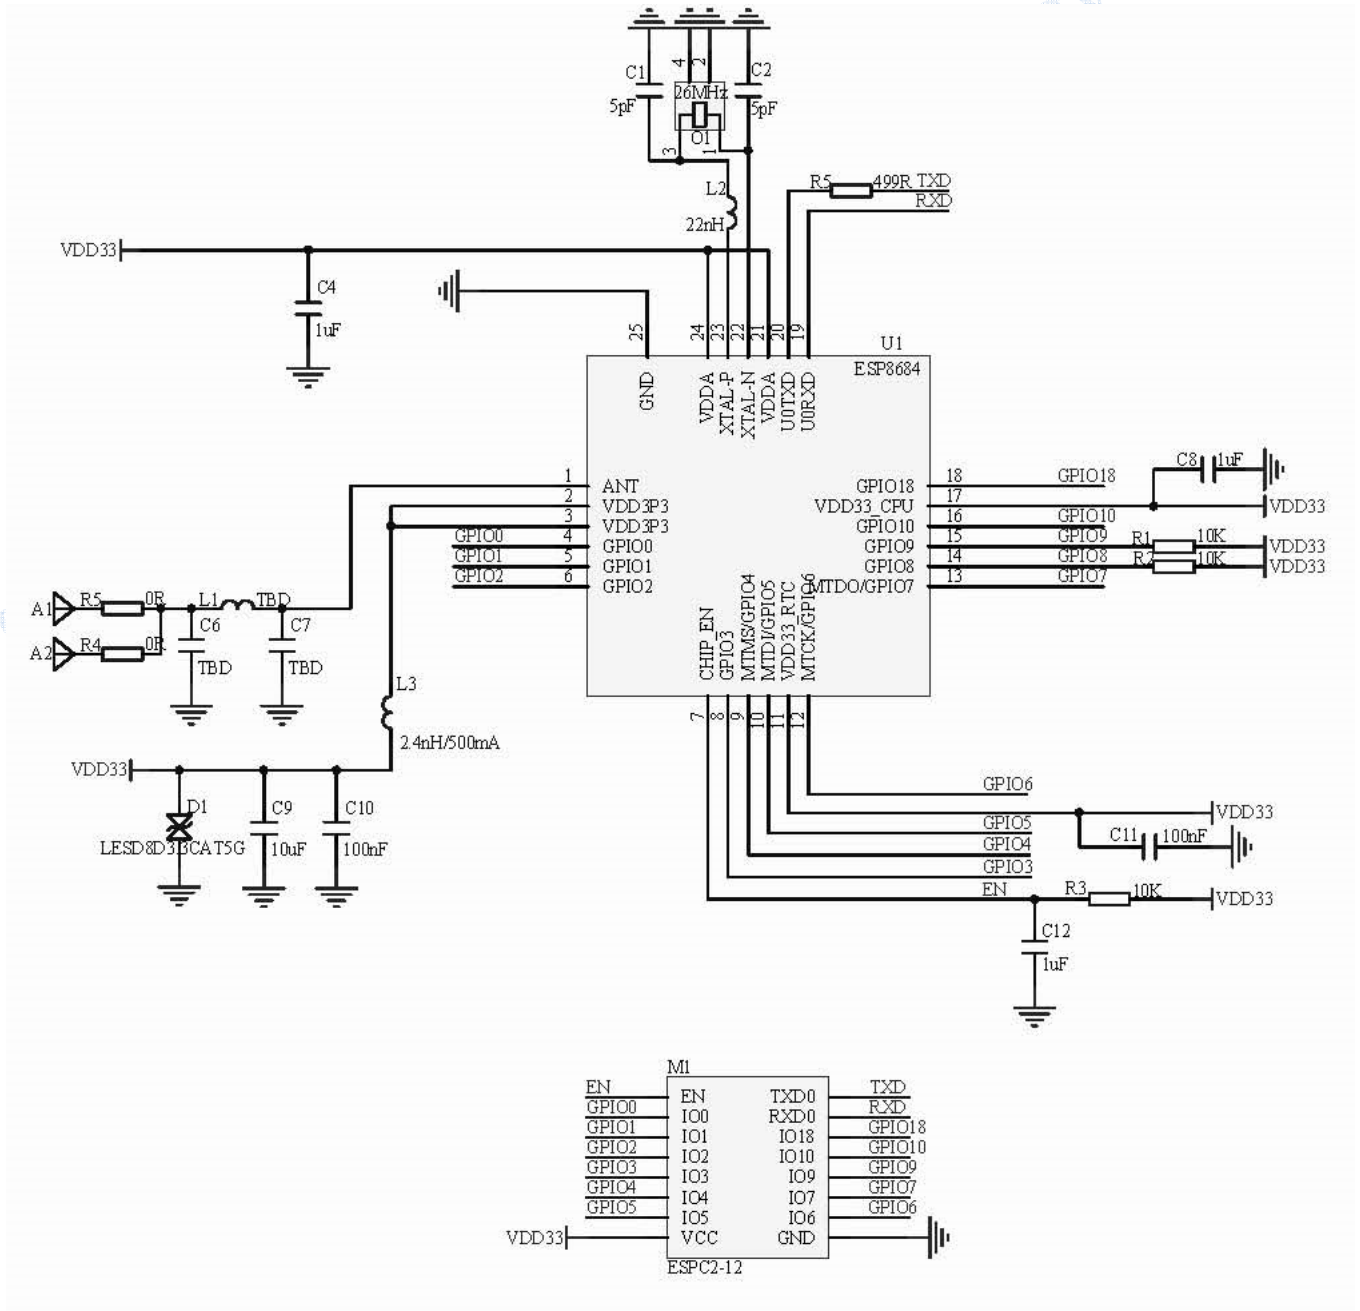 C1
5pF
4
2
26MHz
O1
3
1
C2
5pF
L2
22nH
R5
499R
TXD
RXD
VDD33
C4
1uF
25
24
23
22
21
20
19
U1
ESP8684
GND
VDDA
XTAL-P
XTAL-N
VDDA
U0TXD
U0RXD
1
ANT
2
VDD3P3
3
VDD3P3
GPIO0
4
GPIO0
GPIO1
5
GPIO1
GPIO2
6
GPIO2
GPIO18
18
GPIO18
VDD33_CPU
17
VDD33
C8
1uF
GPIO10
16
GPIO10
GPIO9
15
GPIO9
R1
10K
VDD33
GPIO8
14
GPIO8
R2
10K
VDD33
MTDO/GPIO7
13
GPIO7
CHIP_EN
GPIO3
MTMS/GPIO4
MTDI/GPIO5
VDD33_RTC
MTCK/GPIO6
7
8
9
10
11
12
A1
R5
0R
L1
TBD
A2
R4
0R
C6
TBD
C7
TBD
L3
2.4nH/500mA
VDD33
D1
LESD8D3.3CAT5G
C9
10uF
C10
100nF
GPIO6
VDD33
GPIO5
C11
100nF
GPIO4
GPIO3
EN
R3
10K
VDD33
C12
1uF
M1
EN
EN
TXD0
TXD
GPIO0
IO0
RXD0
RXD
GPIO1
IO1
IO18
GPIO18
GPIO2
IO2
IO10
GPIO10
GPIO3
IO3
IO9
GPIO9
GPIO4
IO4
IO7
GPIO7
GPIO5
IO5
IO6
GPIO6
VDD33
VCC
GND
ESPC2-12